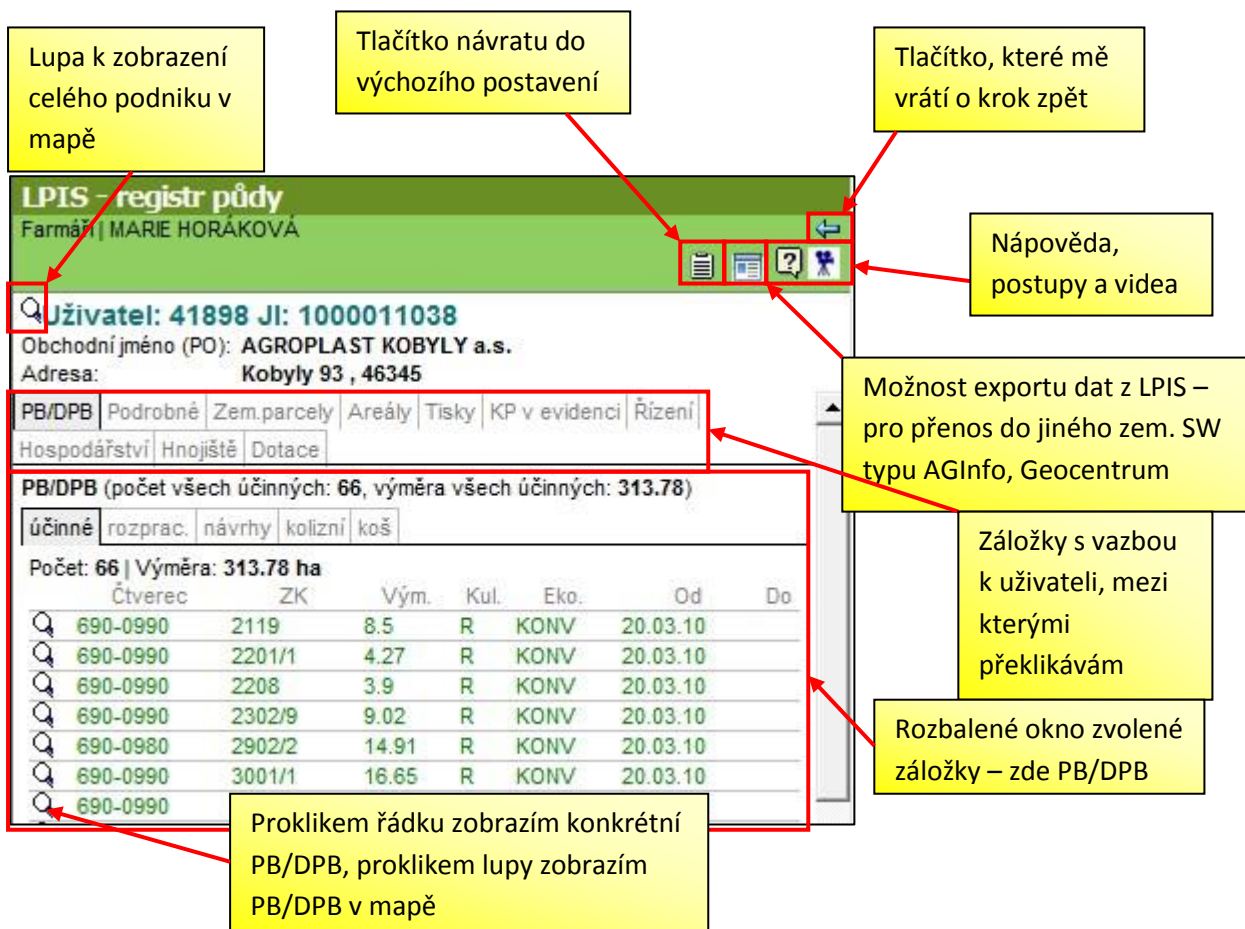 Lupa k zobrazení
celého podniku v
mapě
Tlačítko návratu do
výchozího postavení
Tlačítko, které mě
vrátí o krok zpět
LPIS - registr půdy
Farmáři | MARIE HORÁKOVÁ
Nápověda,
postupy a videa
Uživatel: 41898 JI: 1000011038
Obchodní jméno (PO): AGROPLAST KOBYLY a.s.
Adresa: Kobyly 93 , 46345
Možnost exportu dat z LPIS –
pro přenos do jiného zem. SW
typu AGInfo, Geocentrum
PB/DPB Podrobné Zem.parcely Areály Tisky KP v evidenci Řízení
Hospodářství Hnojiště Dotace
PB/DPB (počet všech účinných: 66, výměra všech účinných: 313.78)
účinné rozprac. návrhy kolizní koš
Počet: 66 | Výměra: 313.78 ha
Čtverec ZK Vým. Kul. Eko. Od Do
690-0990 2119 8.5 R KONV 20.03.10
690-0990 2201/1 4.27 R KONV 20.03.10
690-0990 2208 3.9 R KONV 20.03.10
690-0990 2302/9 9.02 R KONV 20.03.10
690-0980 2902/2 14.91 R KONV 20.03.10
690-0990 3001/1 16.65 R KONV 20.03.10
690-0990
Záložky s vazbou
k uživateli, mezi
kterými
překlikávám
Rozbalené okno zvolené
záložky – zde PB/DPB
Proklikem řádku zobrazím konkrétní
PB/DPB, proklikem lupy zobrazím
PB/DPB v mapě